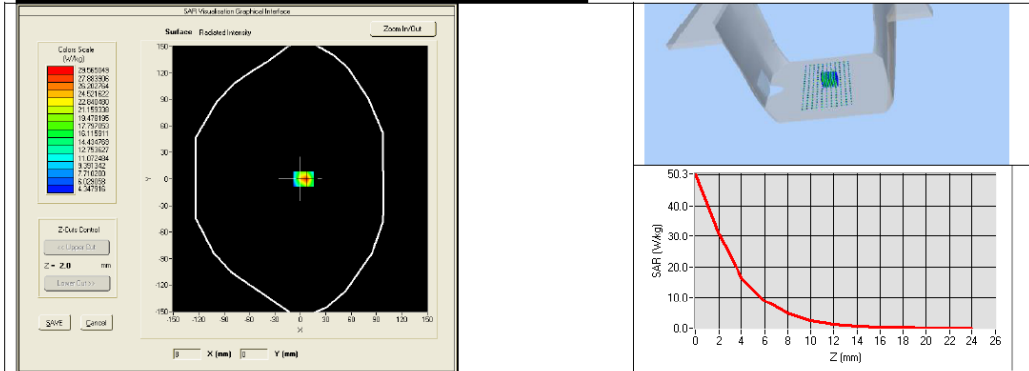 SAR Visualisation Graphical Interface
Surface Radiated Intensity
Zoom In/Out
Colors Scale
(W/kg)
29.565049
27.883906
26.202764
24.521622
22.840480
21.159338
19.478195
17.797053
16.115911
14.434769
12.753627
11.072484
9.391342
7.710200
6.029058
4.347916
150
120
90
60
30
0
-30
-60
-90
-120
-150
Y
-150 -120 -90 -60 -30 0 30 60 90 120 150
X
Z-Cuts Control
<< Upper Cut
Z = 2.0 mm
Lower Cut >>
SAVE Cancel
0 X (mm) 0 Y (mm)
50.3
40.0
30.0
20.0
10.0
0.0
SAR (W/kg)
0 2 4 6 8 10 12 14 16 18 20 22 24 26
Z (mm)